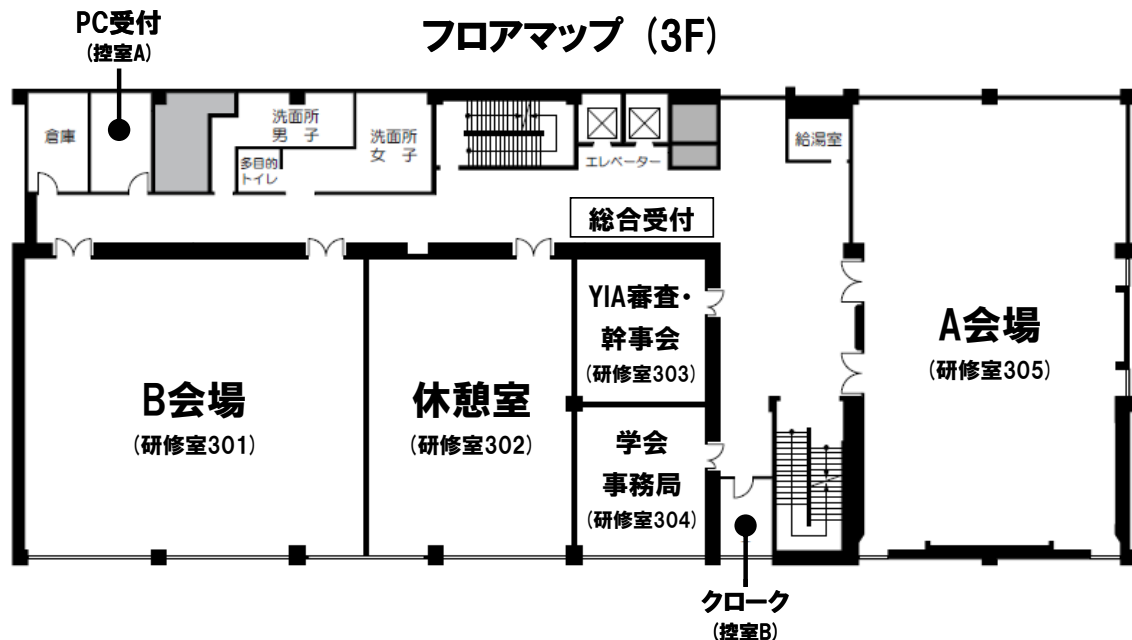 フロアマップ（3F）
PC受付
（控室A）
倉庫
洗面所
男　子
多目的
トイレ
洗面所
女　子
エレベーター
給湯室
総合受付
B会場
（研修室301）
休憩室
（研修室302）
YIA審査・
幹事会
（研修室303）
学会
事務局
（研修室304）
A会場
（研修室305）
クローク
（控室B）